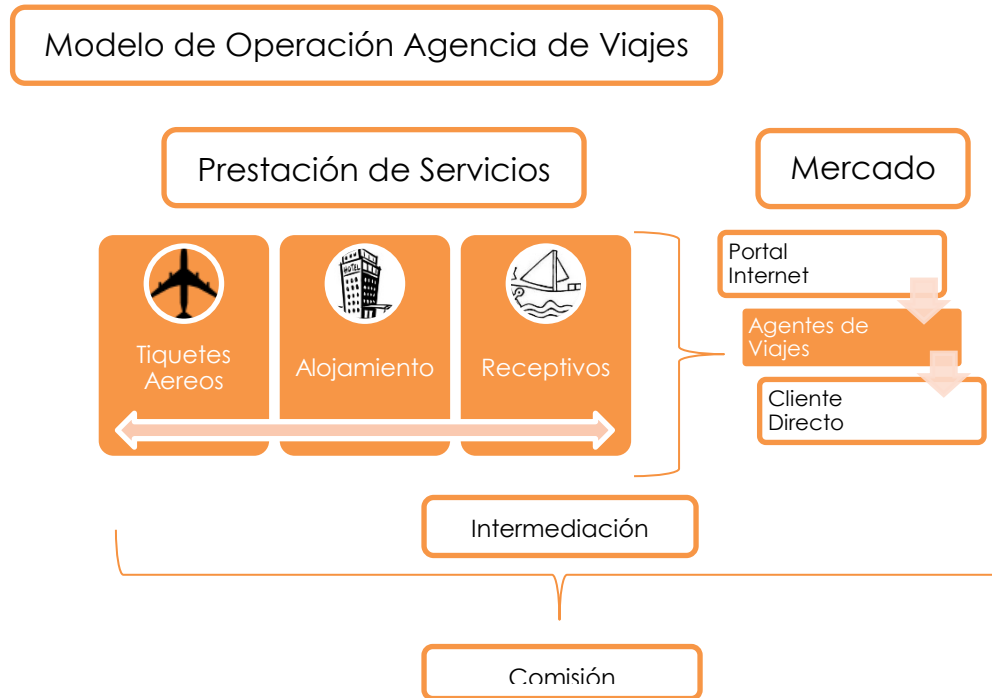 Modelo de Operación Agencia de Viajes
Prestación de Servicios
Mercado
HOTEL
Tiquetes
Aereos
Alojamiento
Receptivos
Portal
Internet
Agentes de
Viajes
Cliente
Directo
Intermediación
Comisión